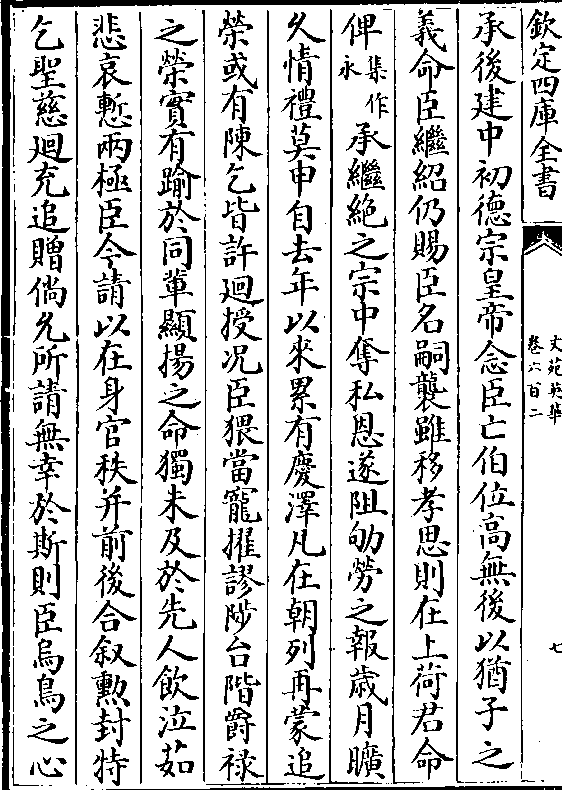 欽定四庫全書
文苑英華
卷六百二
七
承後建中初德宗皇帝念臣亡伯位高無後以猶子之
義命臣繼紹仍賜臣名嗣襲雖移孝思則在上荷君命
俾集作永承繼絶之宗中奪私恩遂阻劬勞之報歲月曠
久情禮莫申自去年以來累有慶澤凡在朝列再蒙追
榮或有陳乞皆許廻授况臣猥當寵擢謬陟台階爵祿
之榮實有踰於同輩顯揚之命獨未及於先人飲泣茹
悲哀慙兩極臣今請以在身官秩并前後合叙勲封特
乞聖慈廻充追贈倘允所請無幸於斯則臣烏鳥之心